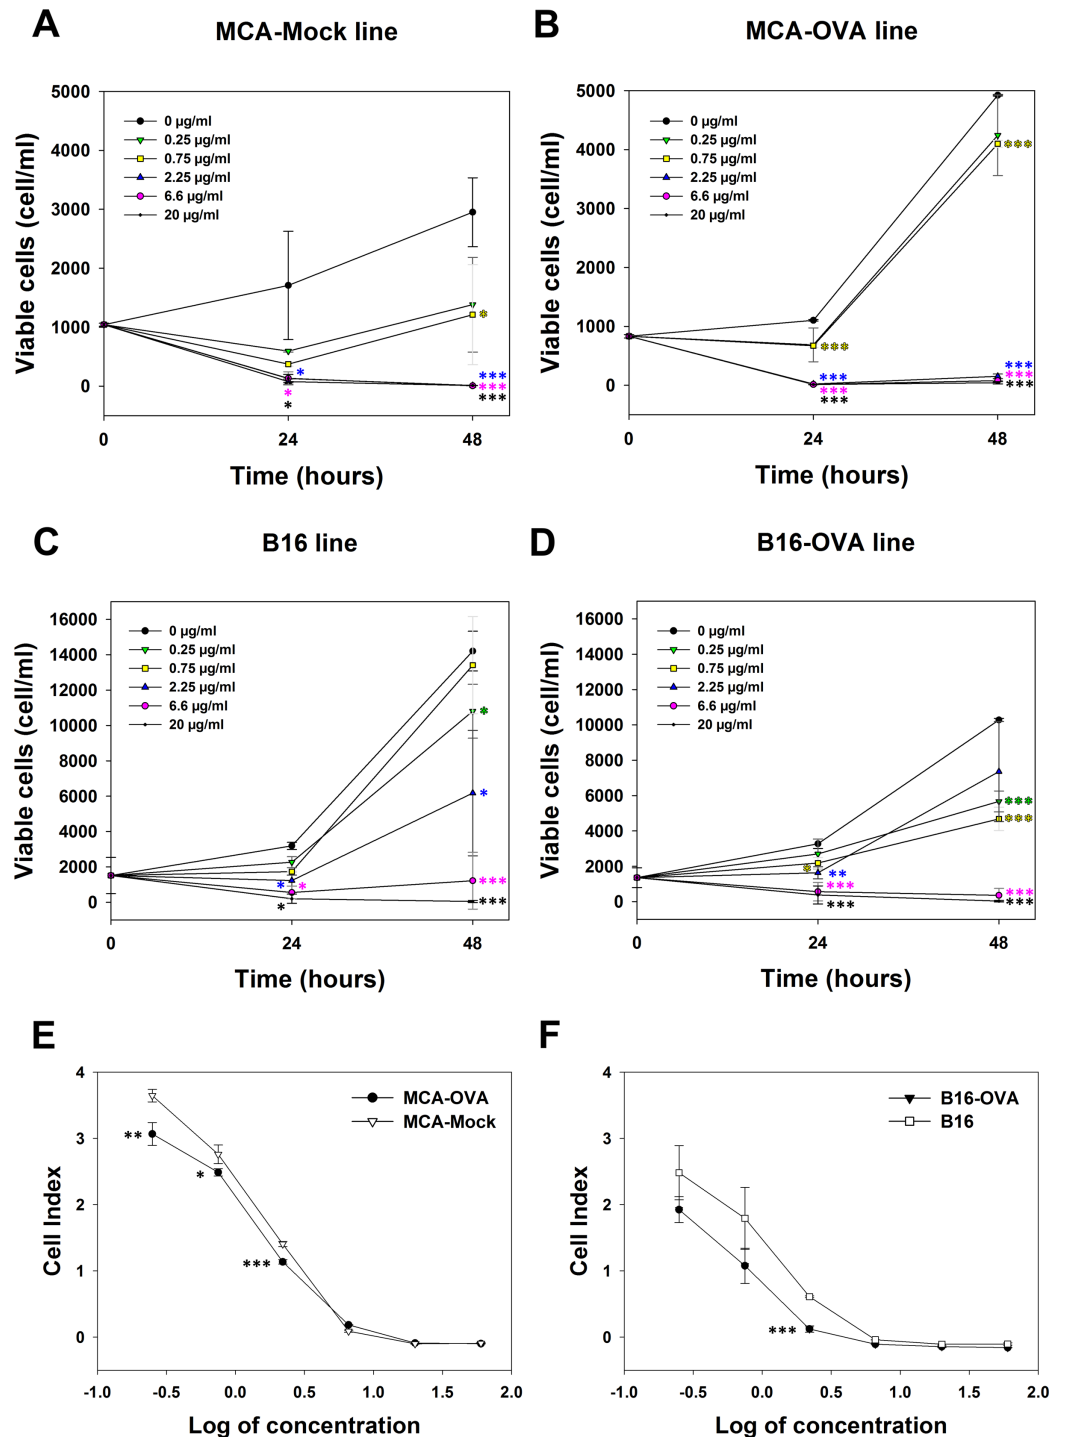 A
MCA-Mock line
Viable cells (cell/ml)
5000
4000
3000
2000
1000
0
0 µg/ml
0.25 µg/ml
0.75 µg/ml
2.25 µg/ml
6.6 µg/ml
20 µg/ml
*
*
*
*
***
***
***
0
24
48
Time (hours)
B
MCA-OVA line
Viable cells (cell/ml)
5000
4000
3000
2000
1000
0
0 µg/ml
0.25 µg/ml
0.75 µg/ml
2.25 µg/ml
6.6 µg/ml
20 µg/ml
***
***
***
***
***
***
***
***
0
24
48
Time (hours)
C
B16 line
Viable cells (cell/ml)
16000
14000
12000
10000
8000
6000
4000
2000
0
0 µg/ml
0.25 µg/ml
0.75 µg/ml
2.25 µg/ml
6.6 µg/ml
20 µg/ml
*
*
* *
*
***
***
0
24
48
Time (hours)
D
B16-OVA line
Viable cells (cell/ml)
16000
14000
12000
10000
8000
6000
4000
2000
0
0 µg/ml
0.25 µg/ml
0.75 µg/ml
2.25 µg/ml
6.6 µg/ml
20 µg/ml
***
***
*
**
***
***
***
***
0
24
48
Time (hours)
E
Cell Index
4
3
2
1
0
MCA-OVA
MCA-Mock
**
*
***
-1.0
-0.5
0.0
0.5
1.0
1.5
2.0
Log of concentration
F
Cell Index
4
3
2
1
0
B16-OVA
B16
***
-1.0
-0.5
0.0
0.5
1.0
1.5
2.0
Log of concentration